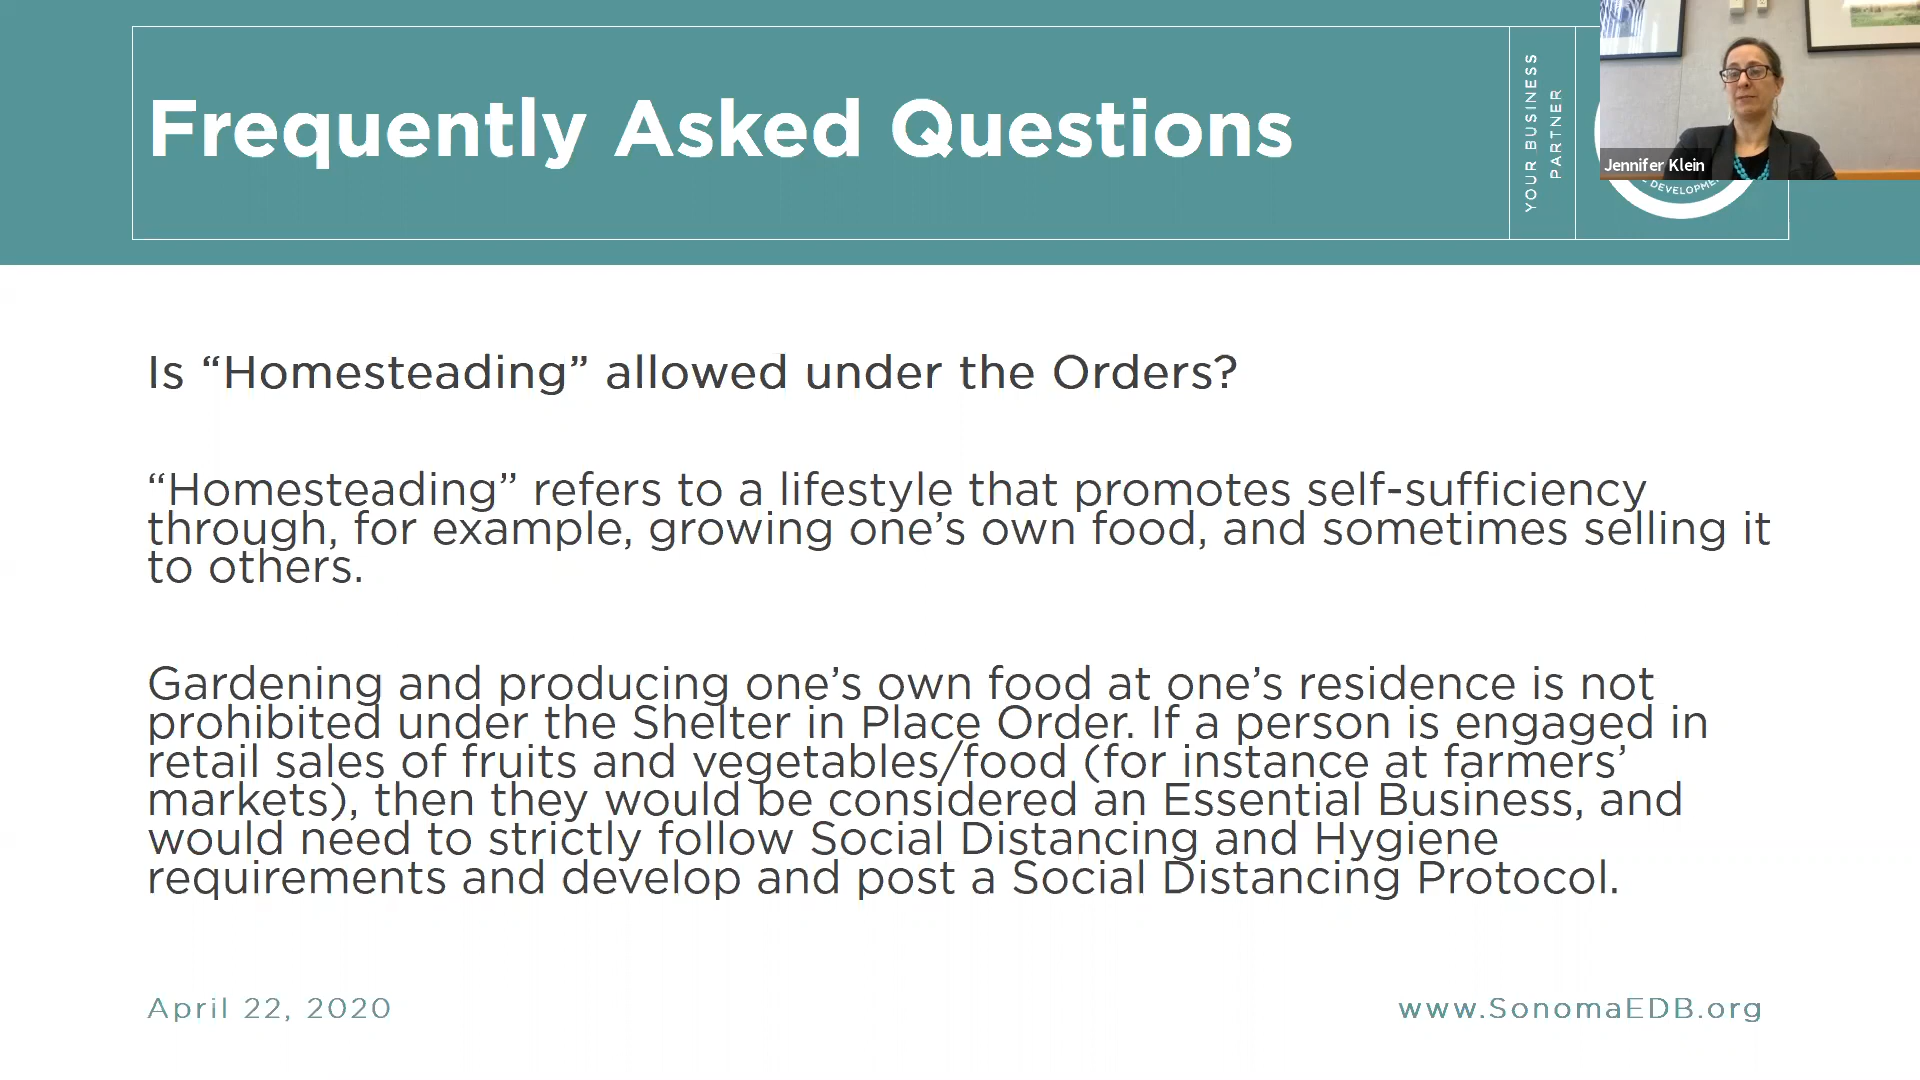 Frequently Asked Questions
YOUR BUSINESS
PARTNER
Jennifer Klein
Is “Homesteading” allowed under the Orders?
“Homesteading” refers to a lifestyle that promotes self-sufficiency
through, for example, growing one’s own food, and sometimes selling it
to others.
Gardening and producing one’s own food at one’s residence is not
prohibited under the Shelter in Place Order. If a person is engaged in
retail sales of fruits and vegetables/food (for instance at farmers’
markets), then they would be considered an Essential Business, and
would need to strictly follow Social Distancing and Hygiene
requirements and develop and post a Social Distancing Protocol.
April 22, 2020
www.SonomaEDB.org